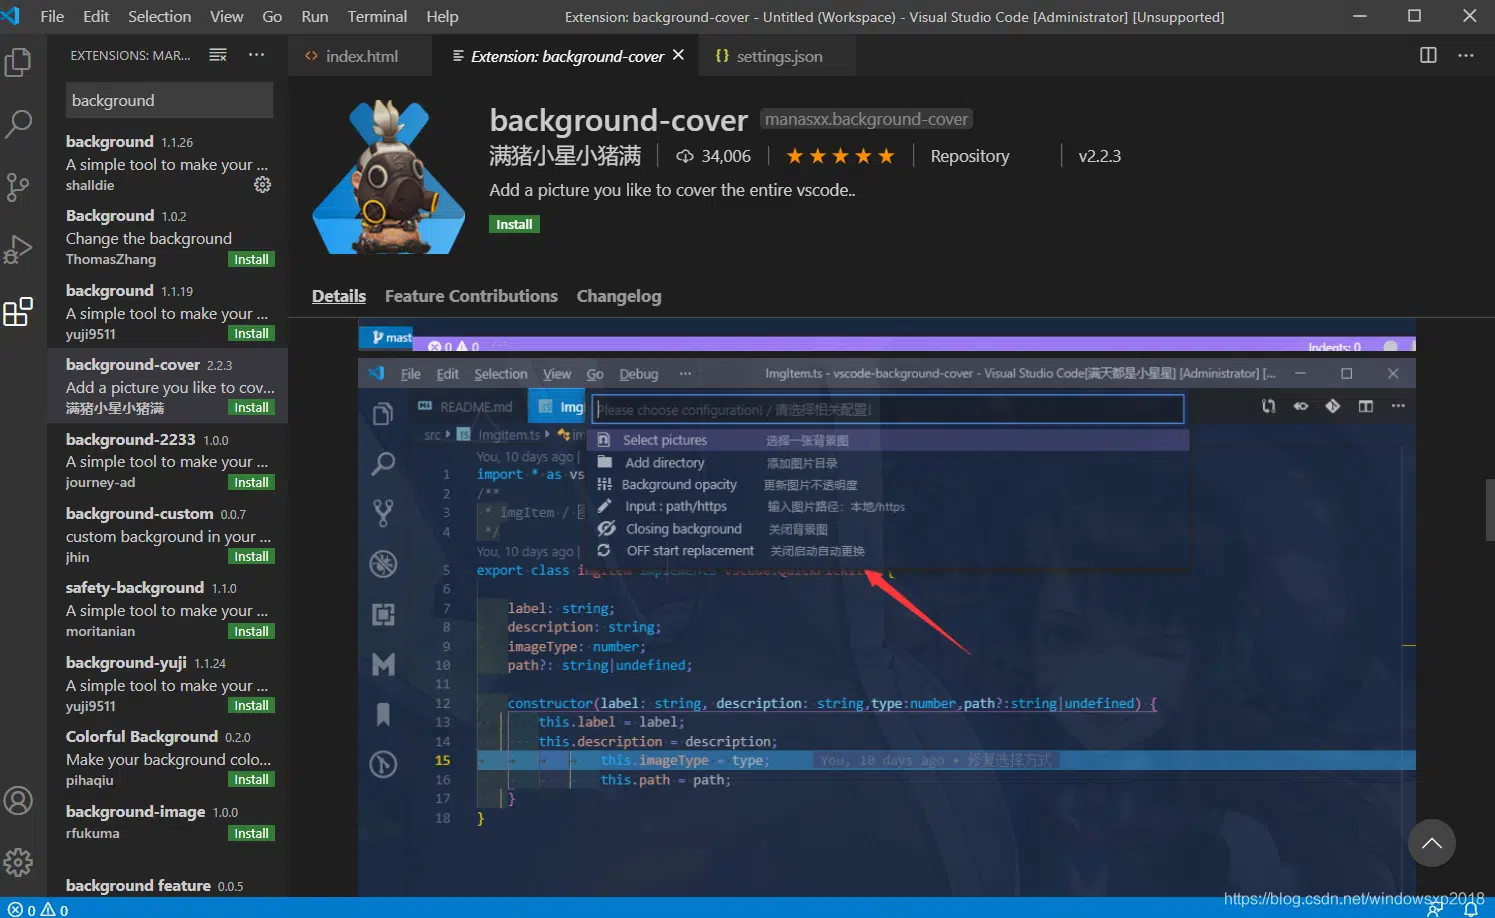 File Edit Selection View Go Run Terminal Help
Extension: background-cover - Untitled (Workspace) - Visual Studio Code [Administrator] [Unsupported]
EXTENSIONS: MAR... ···
index.html
Extension: background-cover
{} settings.json
background
background 1.1.26
A simple tool to make your ...
shalldie
Background 1.0.2
Change the background
ThomasZhang Install
background 1.1.19
A simple tool to make your ...
yuji9511 Install
background-cover 2.2.3
Add a picture you like to cov...
满猪小星小猪满 Install
background-2233 1.0.0
A simple tool to make your ...
journey-ad Install
background-custom 0.0.7
custom background in your ...
jhin Install
safety-background 1.1.0
A simple tool to make your ...
moritanian Install
background-yuji 1.1.24
A simple tool to make your ...
yuji9511 Install
Colorful Background 0.2.0
Make your background colo...
pihaqiu Install
background-image 1.0.0
rfukuma Install
background feature 0.0.5
background-cover manasxx.background-cover
满猪小星小猪满 34,006 ★★★★★ Repository v2.2.3
Add a picture you like to cover the entire vscode..
Install
Details Feature Contributions Changelog
mast
0 0 Indents: 0
File Edit Selection View Go Debug ···
ImgItem.ts - vscode-background-cover - Visual Studio Code[满天都是小星星] [Administrator] [...
README.md
Img
Please choose configuration! / 请选择相关配置!
src ImgItem.ts
Select pictures 选择一张背景图
Add directory 添加图片目录
Background opacity 更新图片不透明度
Input : path/https 输入图片路径：本地/https
Closing background 关闭背景图
OFF start replacement 关闭启动自动更换
You, 10 days ago |
1 import * as vs
2 /**
3 * imgItem /
4 */
You, 10 days ago |
5 export class ImgItem implements vscode.QuickPickItem {
6
7 label: string;
8 description: string;
9 imageType: number;
10 path?: string|undefined;
11
12 constructor(label: string, description: string,type:number,path?:string|undefined) {
13 this.label = label;
14 this.description = description;
15 this.imageType = type; You, 10 days ago • 修复选择方式
16 this.path = path;
17 }
18 }
0 0
https://blog.csdn.net/windowsxp2018